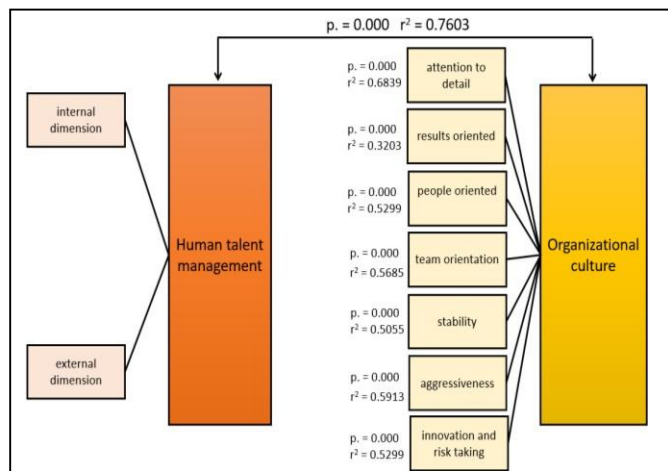 p. = 0.000 r² = 0.7603
internal
dimension
external
dimension
Human talent
management
p. = 0.000
r² = 0.6839
attention to
detail
p. = 0.000
r² = 0.3203
results oriented
p. = 0.000
r² = 0.5299
people oriented
p. = 0.000
r² = 0.5685
team orientation
p. = 0.000
r² = 0.5055
stability
p. = 0.000
r² = 0.5913
aggressiveness
p. = 0.000
r² = 0.5299
innovation and
risk taking
Organizational
culture